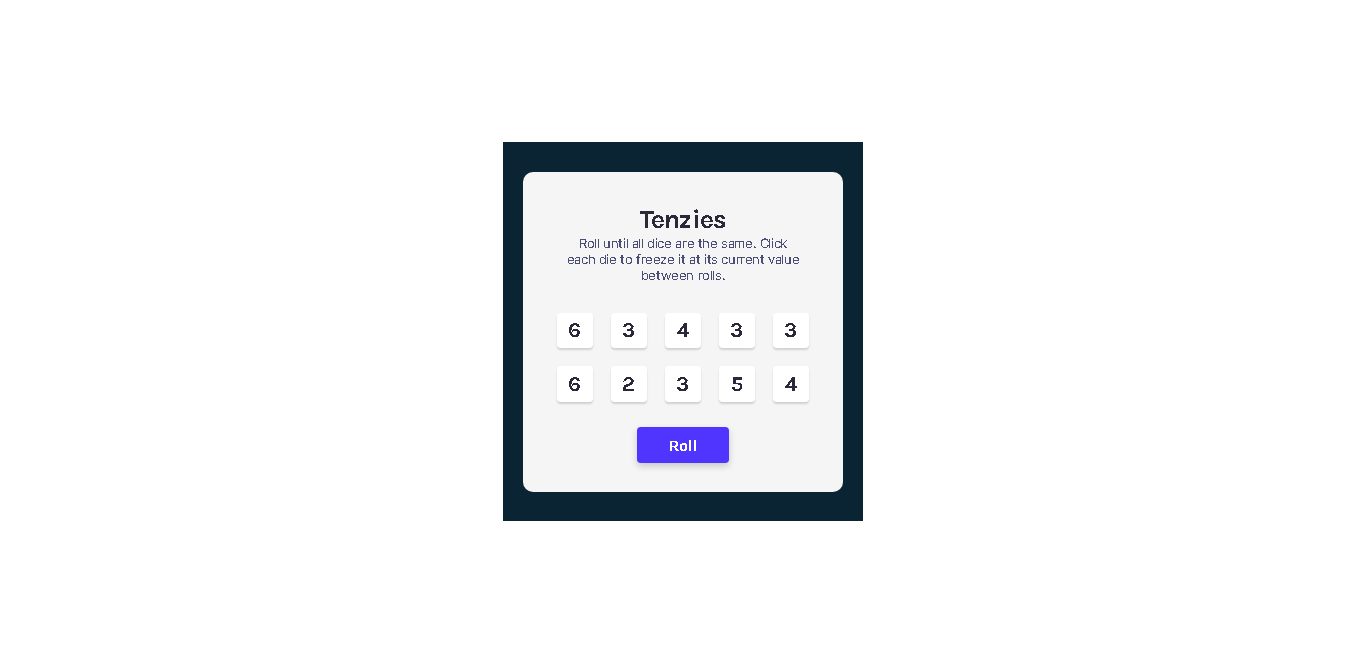 Tenzies
Roll until all dice are the same. Click
each die to freeze it at its current value
between rolls.
6 3 4 3 3
6 2 3 5 4
Roll